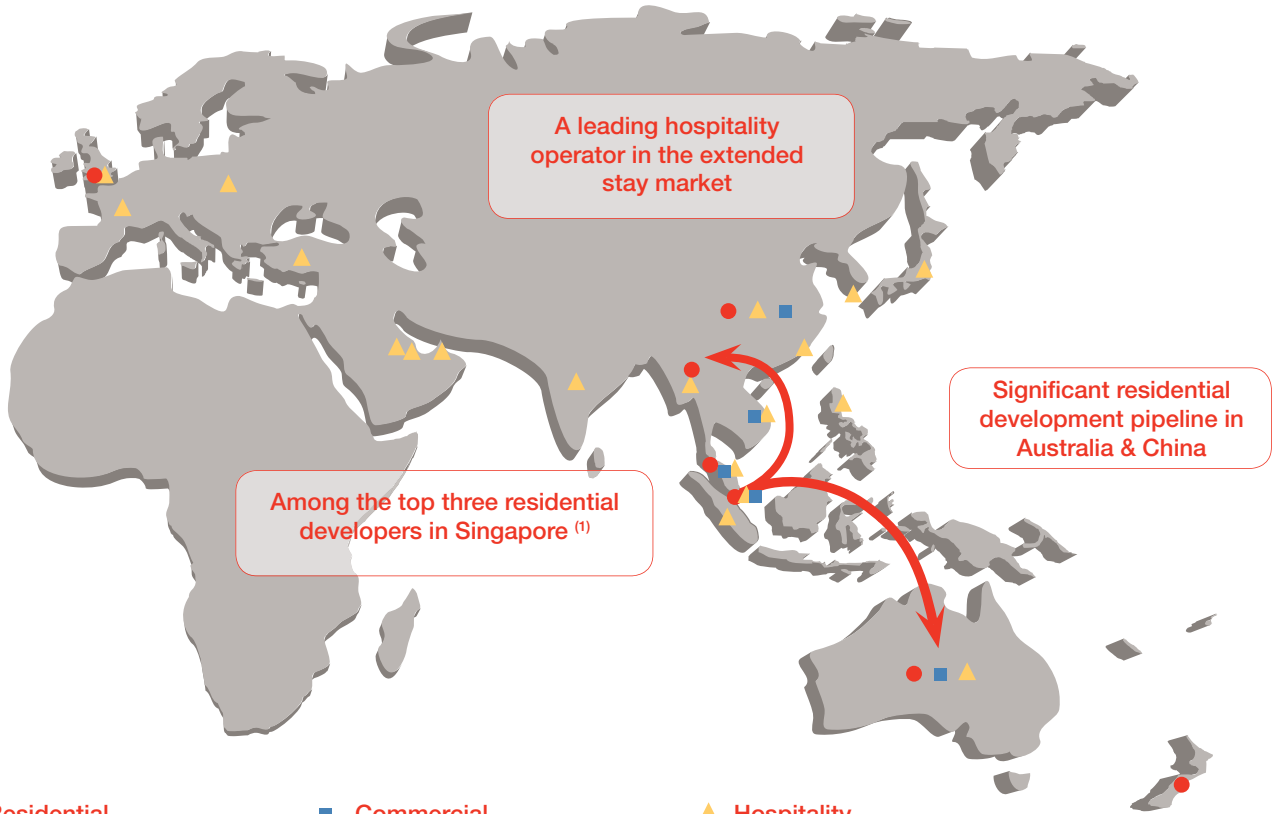 A leading hospitality
operator in the extended
stay market
Significant residential
development pipeline in
Australia & China
Among the top three residential
developers in Singapore (1)
Residential
Commercial
Hospitality